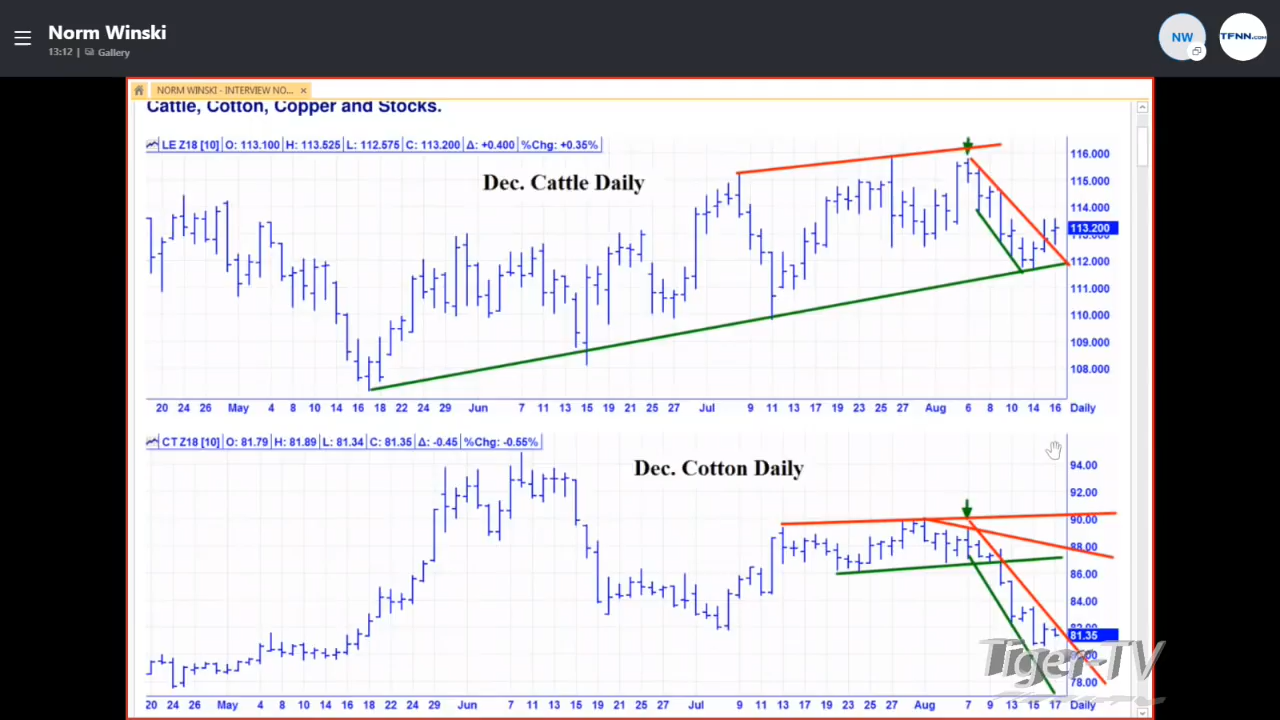 Norm Winski
13:12 | Gallery
NW
TFNN.COM
NORM WINSKI - INTERVIEW NO... ×
Cattle, Cotton, Copper and Stocks.
LE Z18 [10] O: 113.100 H: 113.525 L: 112.575 C: 113.200 Δ: +0.400 %Chg: +0.35%
Dec. Cattle Daily
116.000
115.000
114.000
113.200
113.000
112.000
111.000
110.000
109.000
108.000
20 24 26 May 4 8 10 14 16 18 22 24 29 Jun 7 11 13 15 19 21 25 27 Jul 9 11 13 17 19 23 25 27 Aug 6 8 10 14 16 Daily
CT Z18 [10] O: 81.79 H: 81.89 L: 81.34 C: 81.35 Δ: -0.45 %Chg: -0.55%
Dec. Cotton Daily
94.00
92.00
90.00
88.00
86.00
84.00
82.00
81.35
80.00
78.00
Tiger-TV
20 24 26 May 4 8 10 14 16 18 22 24 29 Jun 7 11 13 15 19 21 25 27 Jul 9 11 13 17 19 23 25 27 Aug 7 9 13 15 17 Daily